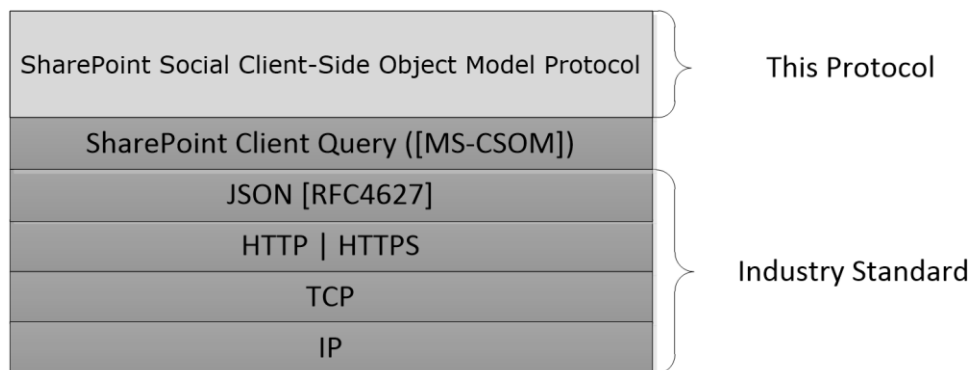 SharePoint Social Client-Side Object Model Protocol
This Protocol
SharePoint Client Query ([MS-CSOM])
JSON [RFC4627]
HTTP | HTTPS
Industry Standard
TCP
IP